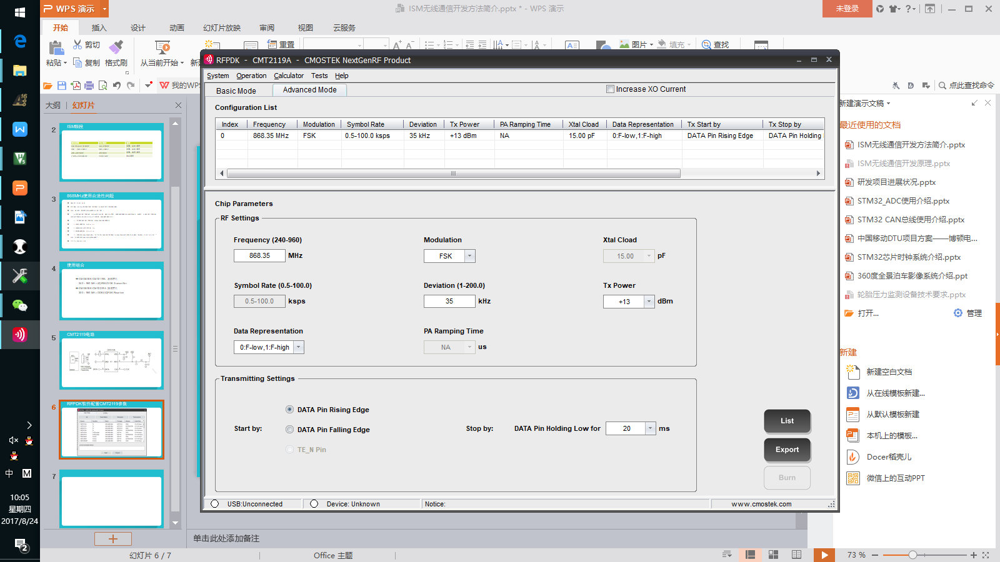 WPS 演示
ISM无线通信开发方法简介.pptx * - WPS 演示
未登录
开始
插入
设计
动画
幻灯片放映
审阅
视图
云服务
粘贴
剪切
复制
格式刷
从当前开始
重置
图片
填充
查找
我的WPS
点此查找命令
大纲
幻灯片
2
ISM频段
3
868MHz使用合法性问题
4
使用组合
5
CMT2119电路
6
RFPDK软件配置CMT2119参数
7
RFPDK - CMT2119A - CMOSTEK NextGenRF Product
System Operation Calculator Tests Help
Basic Mode
Advanced Mode
Increase XO Current
Configuration List
Index Frequency Modulation Symbol Rate Deviation Tx Power PA Ramping Time Xtal Cload Data Representation Tx Start by Tx Stop by
0 868.35 MHz FSK 0.5-100.0 ksps 35 kHz +13 dBm NA 15.00 pF 0:F-low,1:F-high DATA Pin Rising Edge DATA Pin Holding
Chip Parameters
RF Settings
Frequency (240-960)
868.35 MHz
Modulation
FSK
Xtal Cload
15.00 pF
Symbol Rate (0.5-100.0)
0.5-100.0 ksps
Deviation (1-200.0)
35 kHz
Tx Power
+13 dBm
Data Representation
0:F-low,1:F-high
PA Ramping Time
NA us
Transmitting Settings
Start by:
DATA Pin Rising Edge
DATA Pin Falling Edge
TE_N Pin
Stop by:
DATA Pin Holding Low for 20 ms
List
Export
Burn
USB:Unconnected
Device: Unknown
Notice:
www.cmostek.com
新建演示文稿
最近使用的文档
ISM无线通信开发方法简介.pptx
ISM无线通信开发原理.pptx
研发项目进展状况.pptx
STM32_ADC使用介绍.pptx
STM32 CAN总线使用介绍.pptx
中国移动DTU项目方案——博顿电...
STM32芯片时钟系统介绍.pptx
360度全景泊车影像系统介绍.ppt
轮胎压力监测设备技术要求.pptx
打开...
管理
新建
新建空白文档
从在线模板新建...
从默认模板新建
本机上的模板...
Docer稻壳儿
微信上的互动PPT
单击此处添加备注
幻灯片 6 / 7
Office 主题
73 %
中
M
10:05
星期四
2017/8/24
2